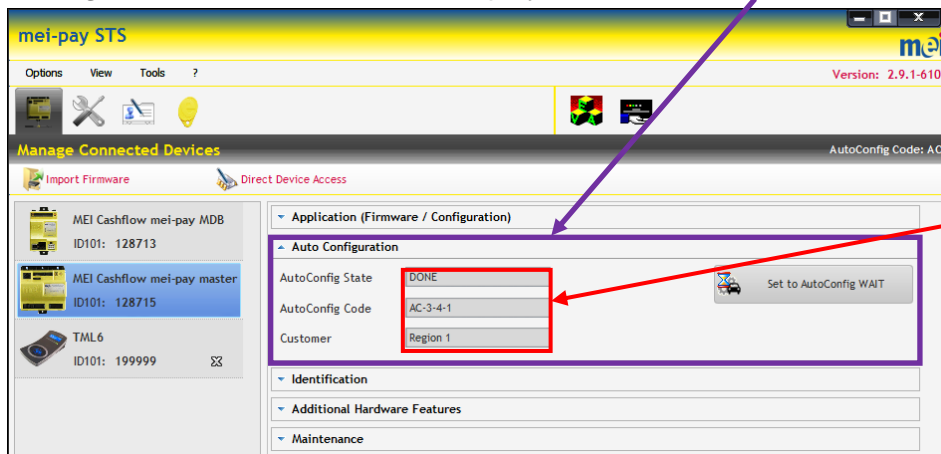 mei-pay STS
mei
Options View Tools ?
Version: 2.9.1-610
Manage Connected Devices
AutoConfig Code: AC
Import Firmware
Direct Device Access
MEI Cashflow mei-pay MDB
ID101: 128713
MEI Cashflow mei-pay master
ID101: 128715
TML6
ID101: 199999
Application (Firmware / Configuration)
Auto Configuration
AutoConfig State DONE
Set to AutoConfig WAIT
AutoConfig Code AC-3-4-1
Customer Region 1
Identification
Additional Hardware Features
Maintenance